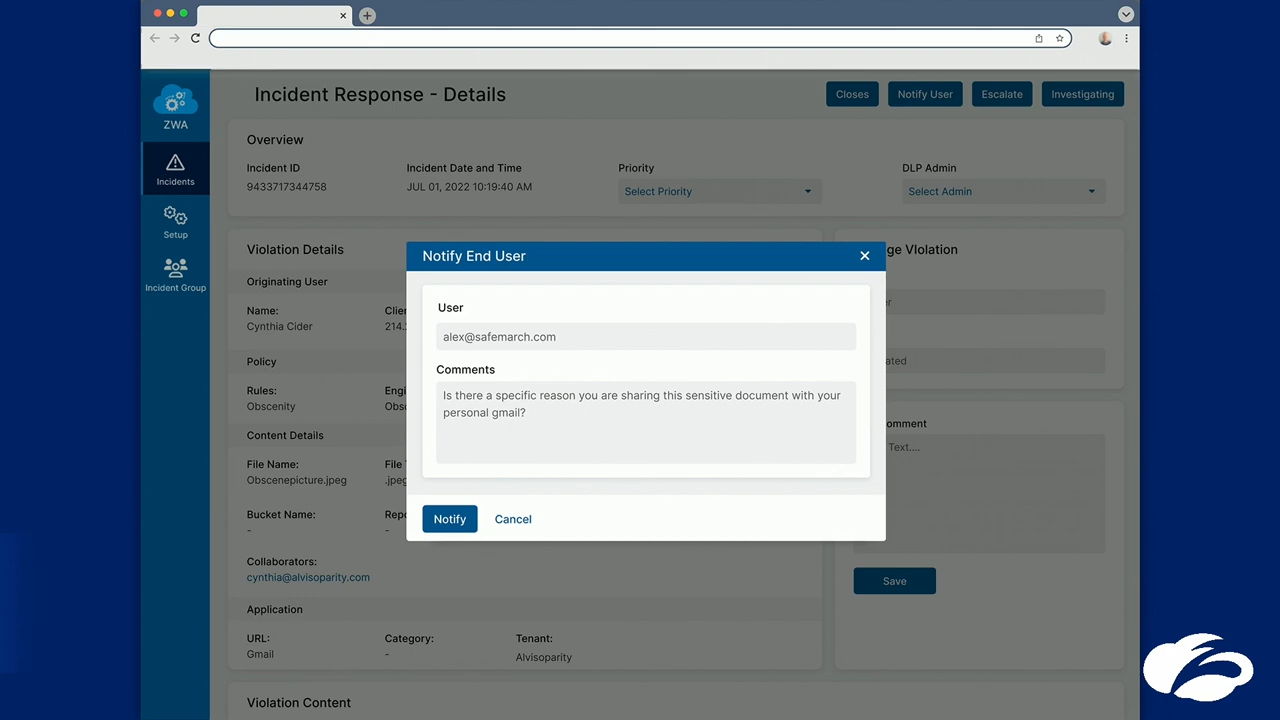 ZWA
Incidents
Setup
Incident Group
Incident Response - Details
Closes
Notify User
Escalate
Investigating
Overview
Incident ID
9433717344758
Incident Date and Time
JUL 01, 2022 10:19:40 AM
Priority
Select Priority
DLP Admin
Select Admin
Violation Details
Originating User
Name:
Cynthia Cider
Policy
Rules:
Obscenity
Content Details
File Name:
Obscenepicture.jpeg
File
.jpeg
Bucket Name:
-
-
Collaborators:
cynthia@alvisoparity.com
Application
URL:
Gmail
Category:
-
Tenant:
Alvisoparity
Violation Content
Notify End User
User
alex@safemarch.com
Comments
Is there a specific reason you are sharing this sensitive document with your
personal gmail?
Notify
Cancel
VIolation
Text....
Save